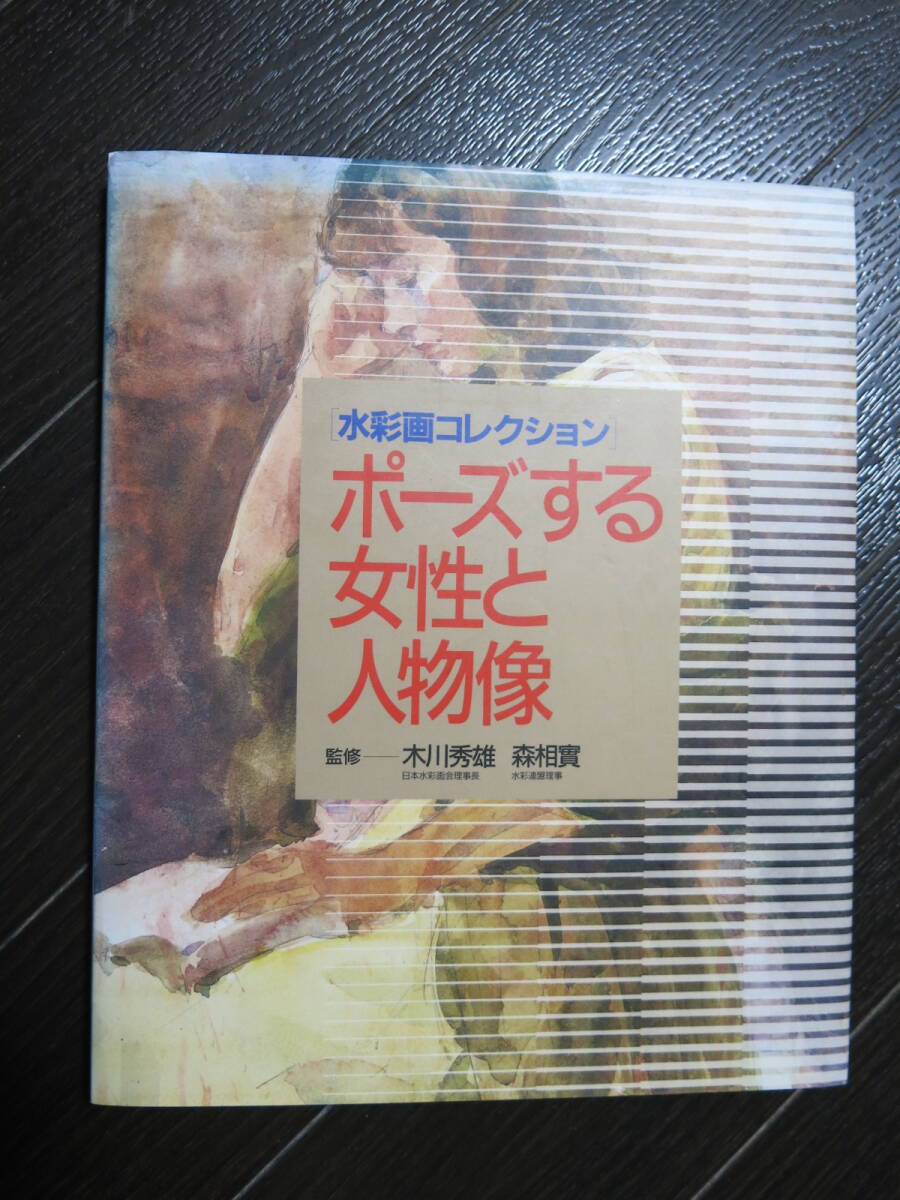 [水彩画コレクション]
ポーズする
女性と
人物像
監修──木川秀雄 森相實
日本水彩画会理事長 水彩連盟理事